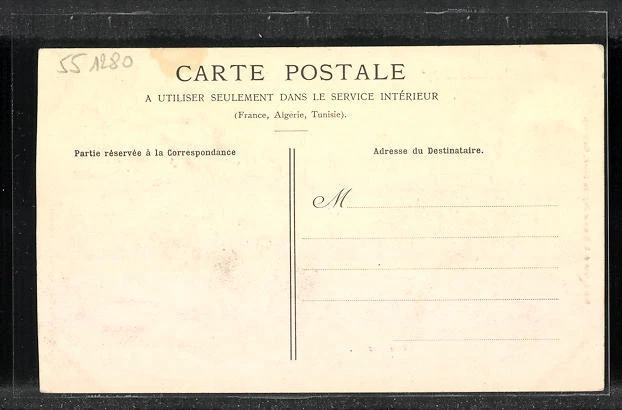 55 1280
CARTE POSTALE
A UTILISER SEULEMENT DANS LE SERVICE INTÉRIEUR
(France, Algérie, Tunisie).
Partie réservée à la Correspondance
Adresse du Destinataire.
M